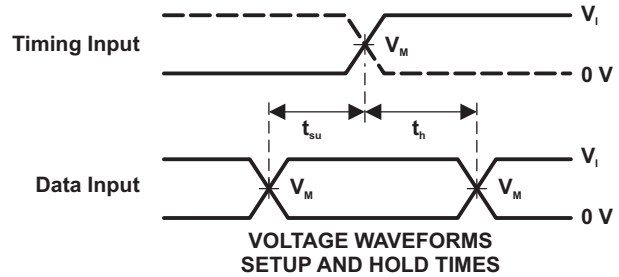 V_I
Timing Input
V_M
0 V
t_su t_h
V_I
Data Input
V_M V_M
0 V
VOLTAGE WAVEFORMS
SETUP AND HOLD TIMES